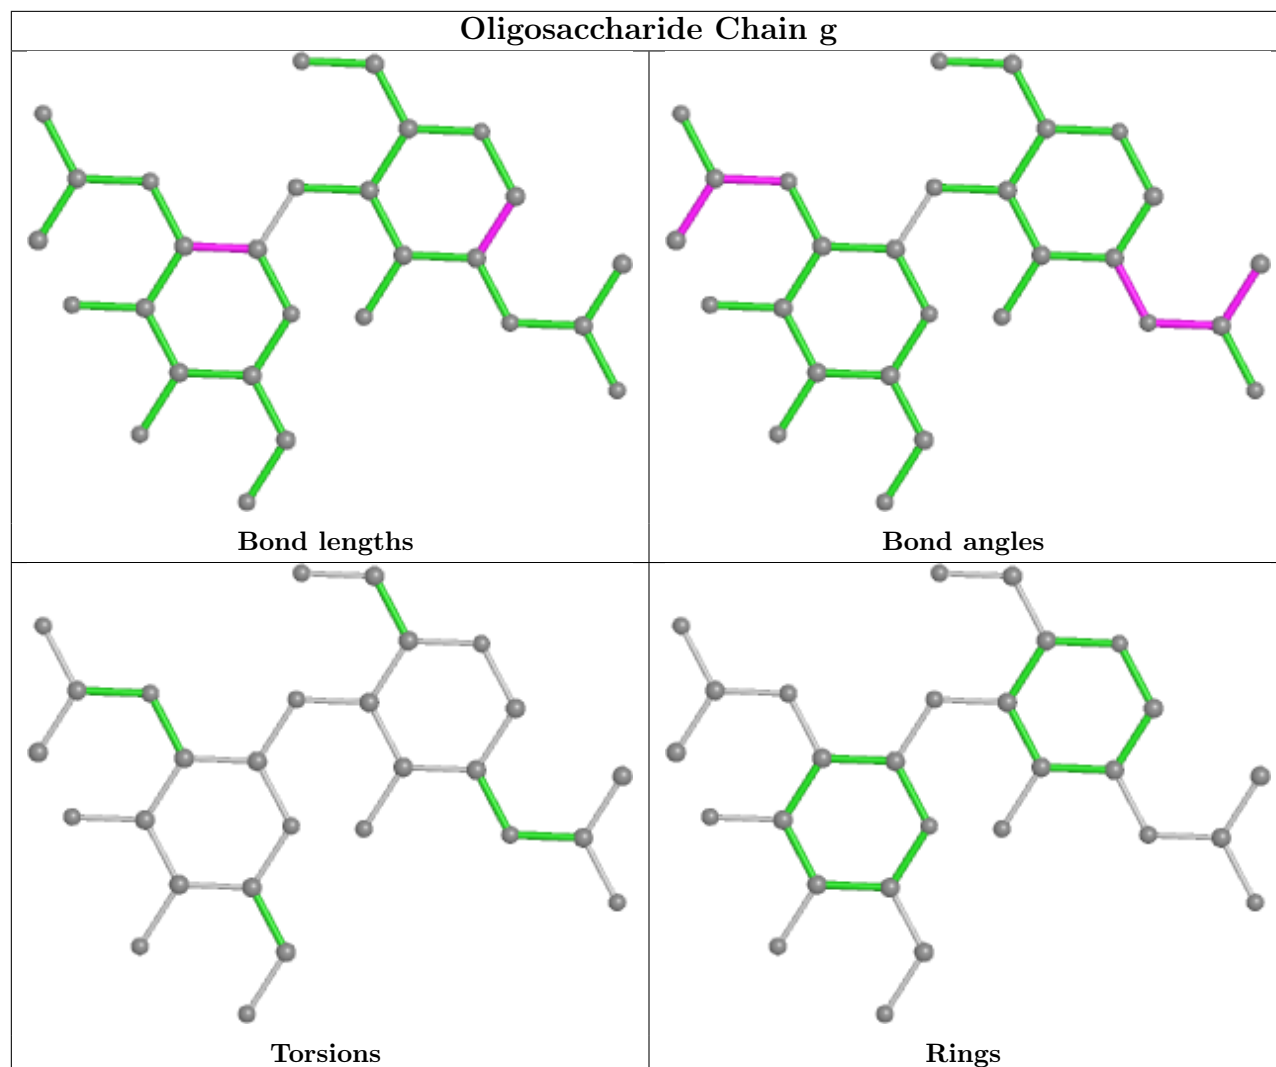 Oligosaccharide Chain g
Bond lengths
Bond angles
Torsions
Rings